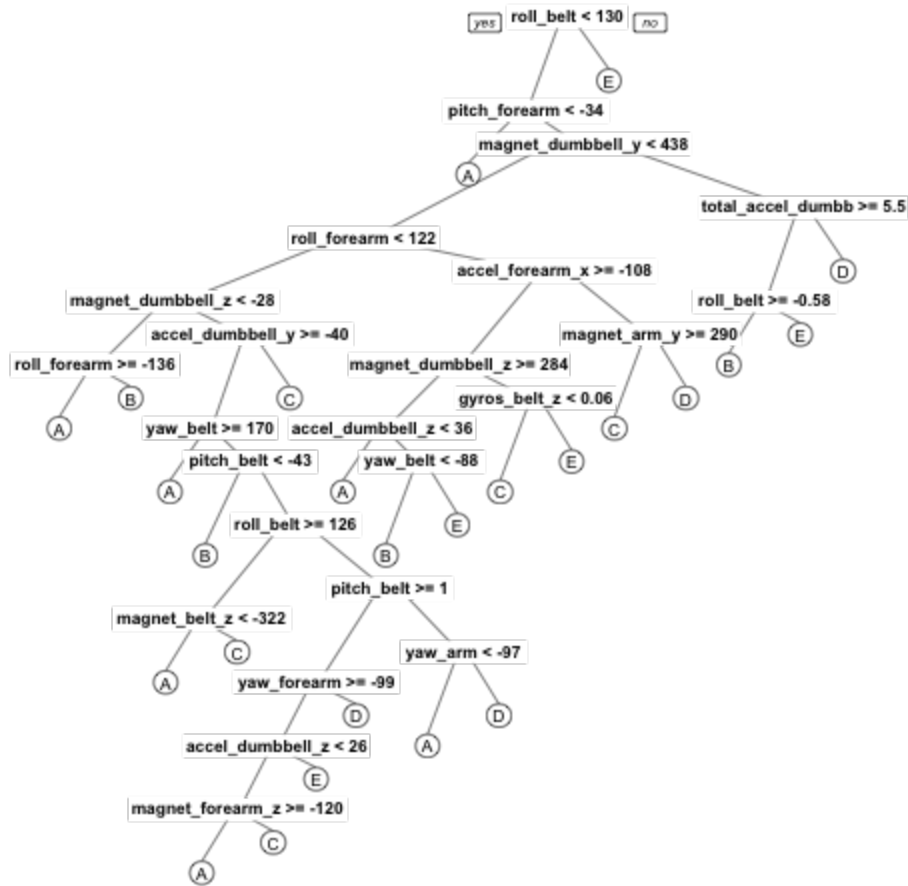 yes roll_belt < 130 no
E
pitch_forearm < -34
magnet_dumbbell_y < 438
A
total_accel_dumbb >= 5.5
roll_forearm < 122
accel_forearm_x >= -108
D
magnet_dumbbell_z < -28
roll_belt >= -0.58
accel_dumbbell_y >= -40
magnet_arm_y >= 290
E
roll_forearm >= -136
magnet_dumbbell_z >= 284
B
B
C
gyros_belt_z < 0.06
D
A
yaw_belt >= 170
accel_dumbbell_z < 36
C
pitch_belt < -43
yaw_belt < -88
E
A
A
C
roll_belt >= 126
E
B
B
pitch_belt >= 1
magnet_belt_z < -322
C
yaw_arm < -97
A
yaw_forearm >= -99
D
D
accel_dumbbell_z < 26
A
E
magnet_forearm_z >= -120
C
A